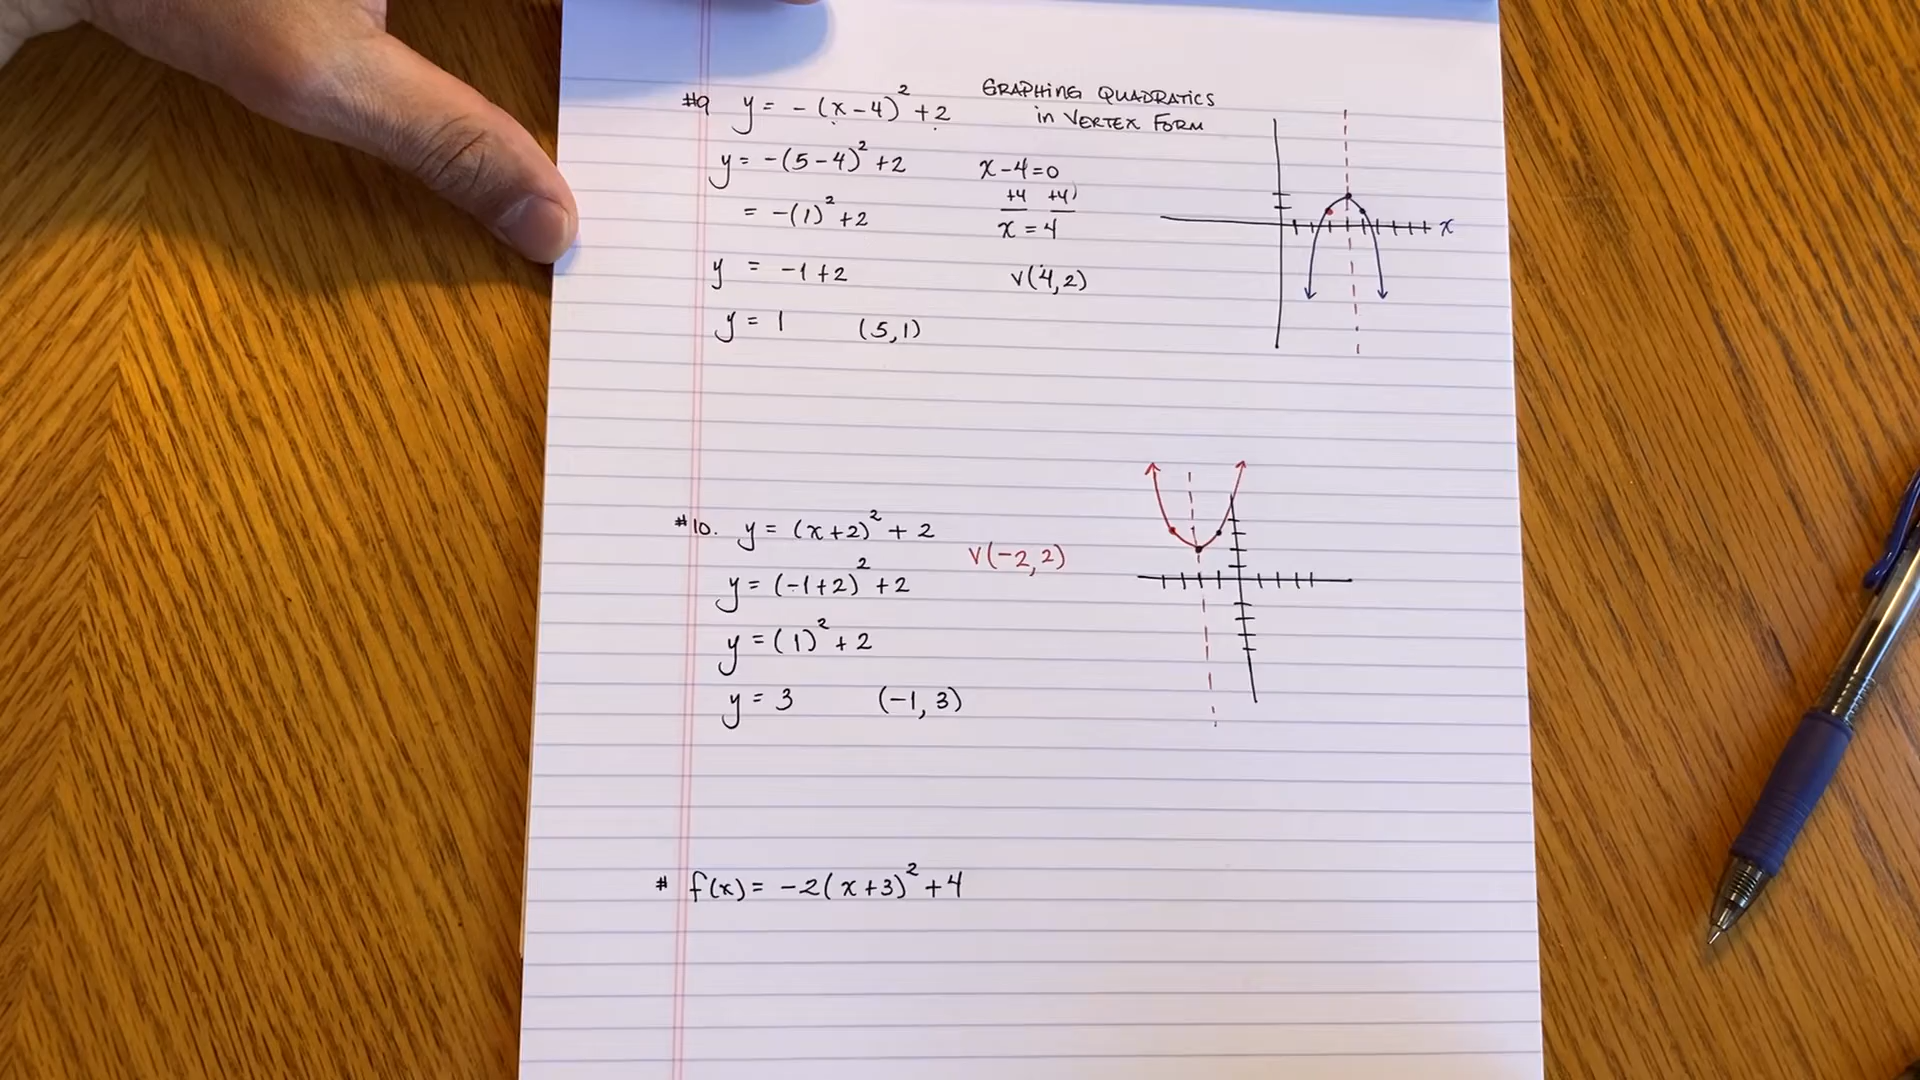 GRAPHING QUADRATICS
in VERTEX FORM
#9 y = -(x-4)² +2
y = -(5-4)² +2
= -(1)² +2
y = -1+2
y = 1 (5,1)
x-4=0
+4 +4
x = 4
V(4,2)
x
#10. y = (x+2)² + 2
V(-2,2)
y = (-1+2)² +2
y = (1)² +2
y = 3 (-1, 3)
# f(x) = -2(x+3)² +4